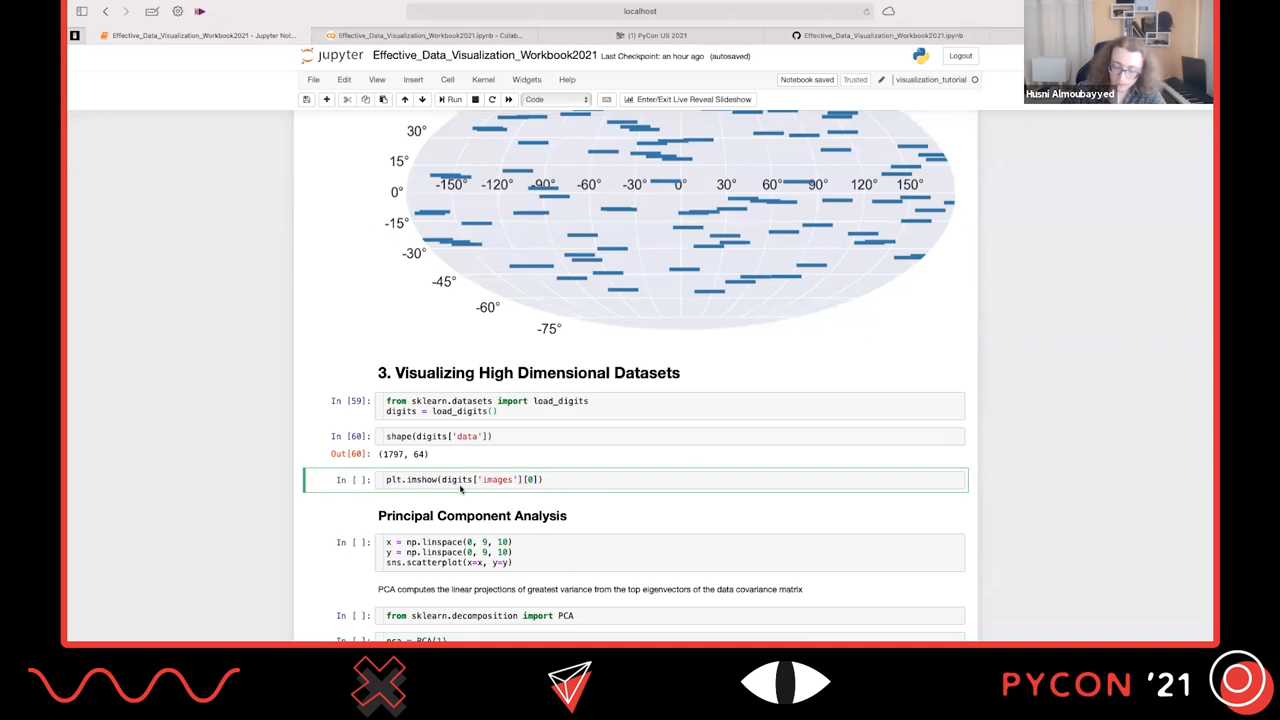 localhost
Effective_Data_Visualization_Workbook2021 - Jupyter Not...
Effective_Data_Visualization_Workbook2021.ipynb - Colab...
PyCon US 2021
Effective_Data_Visualization_Workbook2021.ipynb
jupyter Effective_Data_Visualization_Workbook2021 Last Checkpoint: an hour ago (autosaved)
Logout
File Edit View Insert Cell Kernel Widgets Help
Notebook saved Trusted visualization_tutorial
Run Code Enter/Exit Live Reveal Slideshow
Husni Almoubayyed
30°
15°
0° -150° -120° -90° -60° -30° 0° 30° 60° 90° 120° 150°
-15°
-30°
-45°
-60°
-75°
3. Visualizing High Dimensional Datasets
In [59]: from sklearn.datasets import load_digits
digits = load_digits()
In [60]: shape(digits['data'])
Out[60]: (1797, 64)
In [ ]: plt.imshow(digits['images'][0])
Principal Component Analysis
In [ ]: x = np.linspace(0, 9, 10)
y = np.linspace(0, 9, 10)
sns.scatterplot(x=x, y=y)
PCA computes the linear projections of greatest variance from the top eigenvectors of the data covariance matrix
In [ ]: from sklearn.decomposition import PCA
In [ ]: pca = PCA(1)
PYCON '21